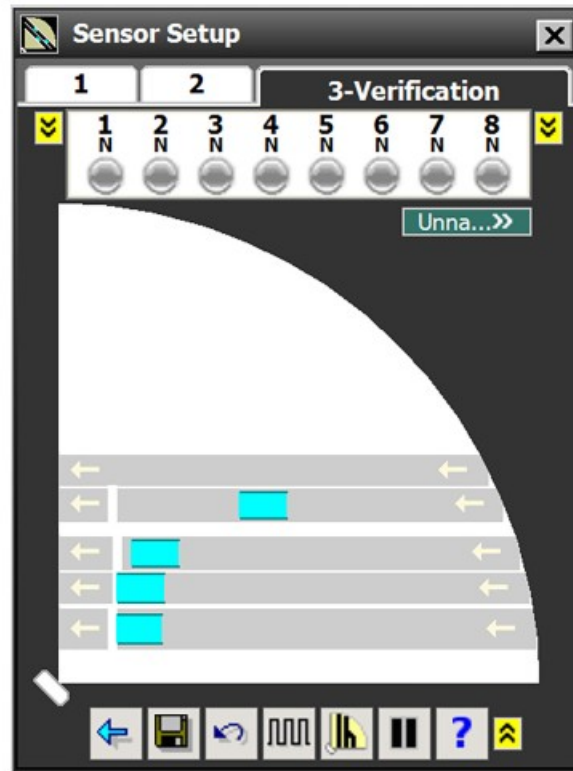 Sensor Setup
1 2 3-Verification
1 2 3 4 5 6 7 8
N N N N N N N N
Unna...>>
?